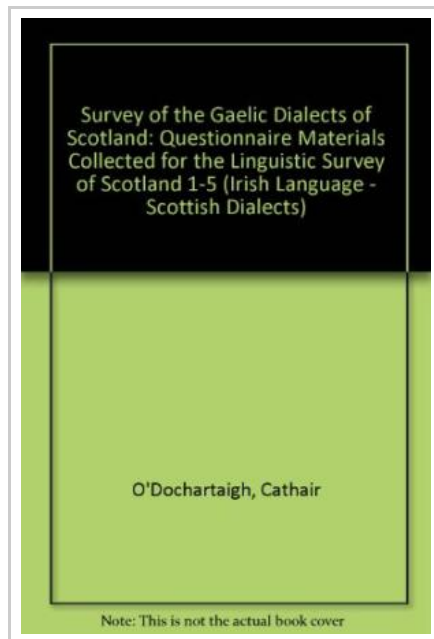 Survey of the Gaelic Dialects of
Scotland: Questionnaire Materials
Collected for the Linguistic Survey
of Scotland 1-5 (Irish Language -
Scottish Dialects)
O'Dochartaigh, Cathair
Note: This is not the actual book cover